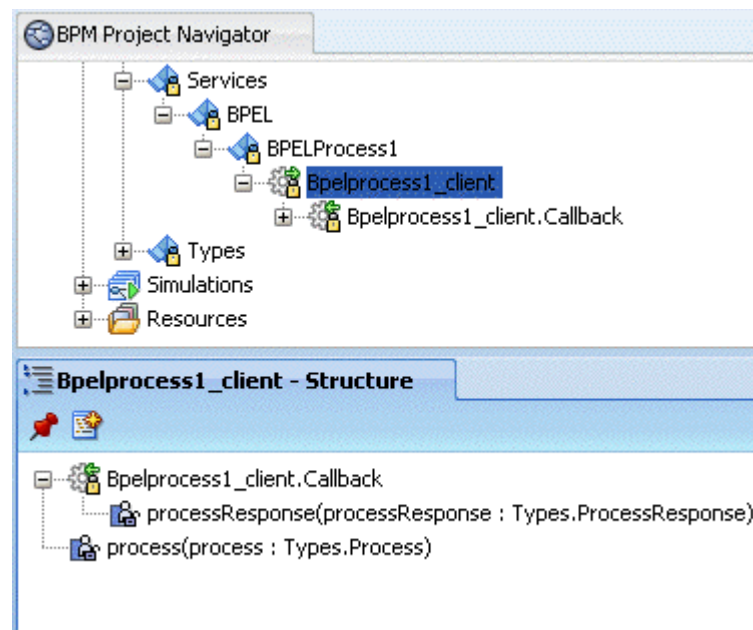 BPM Project Navigator
Services
BPEL
BPELProcess1
Bpelprocess1_client
Bpelprocess1_client.Callback
Types
Simulations
Resources
Bpelprocess1_client - Structure
Bpelprocess1_client.Callback
processResponse(processResponse : Types.ProcessResponse)
process(process : Types.Process)